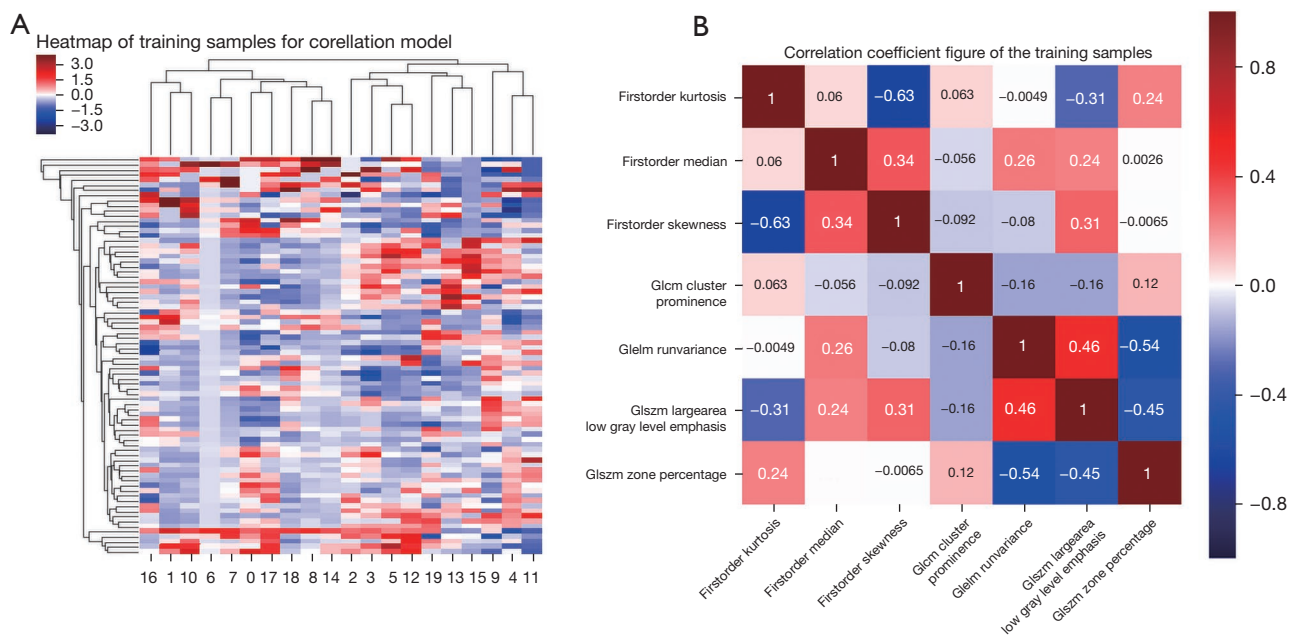 A
Heatmap of training samples for corellation model
3.0
1.5
0.0
−1.5
−3.0
16 1 10 6 7 0 17 18 8 14 2 3 5 12 19 13 15 9 4 11
B
Correlation coefficient figure of the training samples
Firstorder kurtosis 1 0.06 −0.63 0.063 −0.0049 −0.31 0.24
Firstorder median 0.06 1 0.34 −0.056 0.26 0.24 0.0026
Firstorder skewness −0.63 0.34 1 −0.092 −0.08 0.31 −0.0065
Glcm cluster
prominence
0.063 −0.056 −0.092 1 −0.16 −0.16 0.12
Glelm runvariance −0.0049 0.26 −0.08 −0.16 1 0.46 −0.54
Glszm largearea
low gray level emphasis
−0.31 0.24 0.31 −0.16 0.46 1 −0.45
Glszm zone percentage 0.24 −0.0065 0.12 −0.54 −0.45 1
Firstorder kurtosis
Firstorder median
Firstorder skewness
Glcm cluster
prominence
Glelm runvariance
Glszm largearea
low gray level emphasis
Glszm zone percentage
0.8
0.4
0.0
−0.4
−0.8